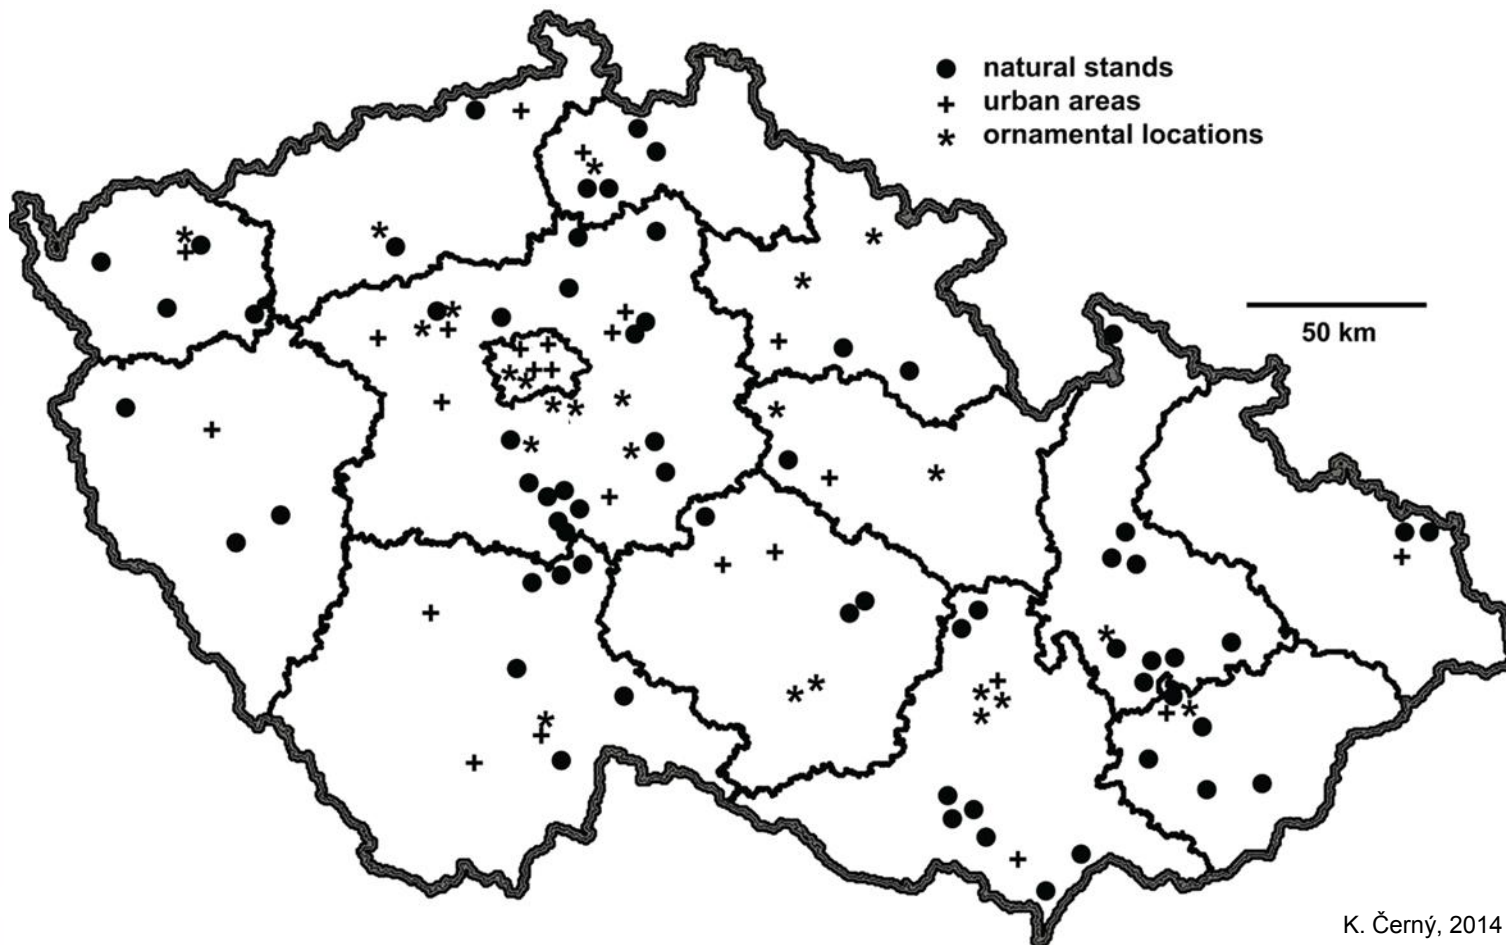 natural stands
urban areas
ornamental locations
50 km
K. Černý, 2014